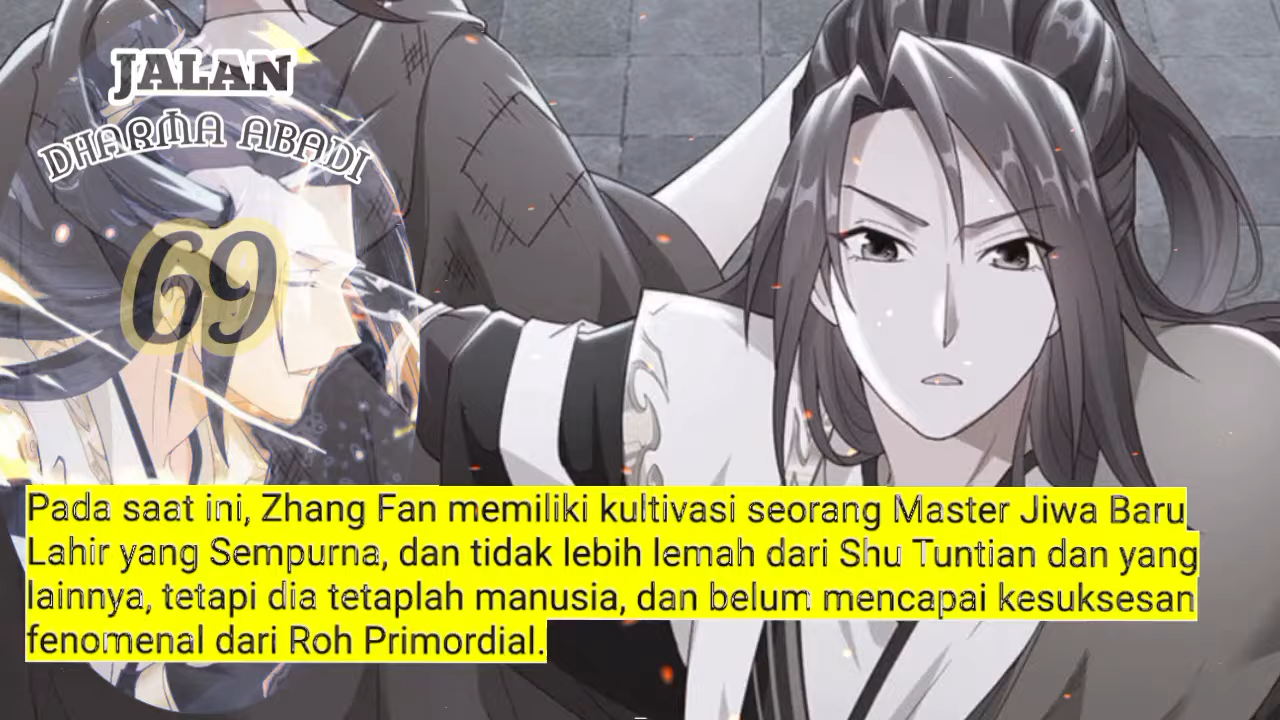 JALAN
DHARMA ABADI
69
Pada saat ini, Zhang Fan memiliki kultivasi seorang Master Jiwa Baru
Lahir yang Sempurna, dan tidak lebih lemah dari Shu Tuntian dan yang
lainnya, tetapi dia tetaplah manusia, dan belum mencapai kesuksesan
fenomenal dari Roh Primordial.